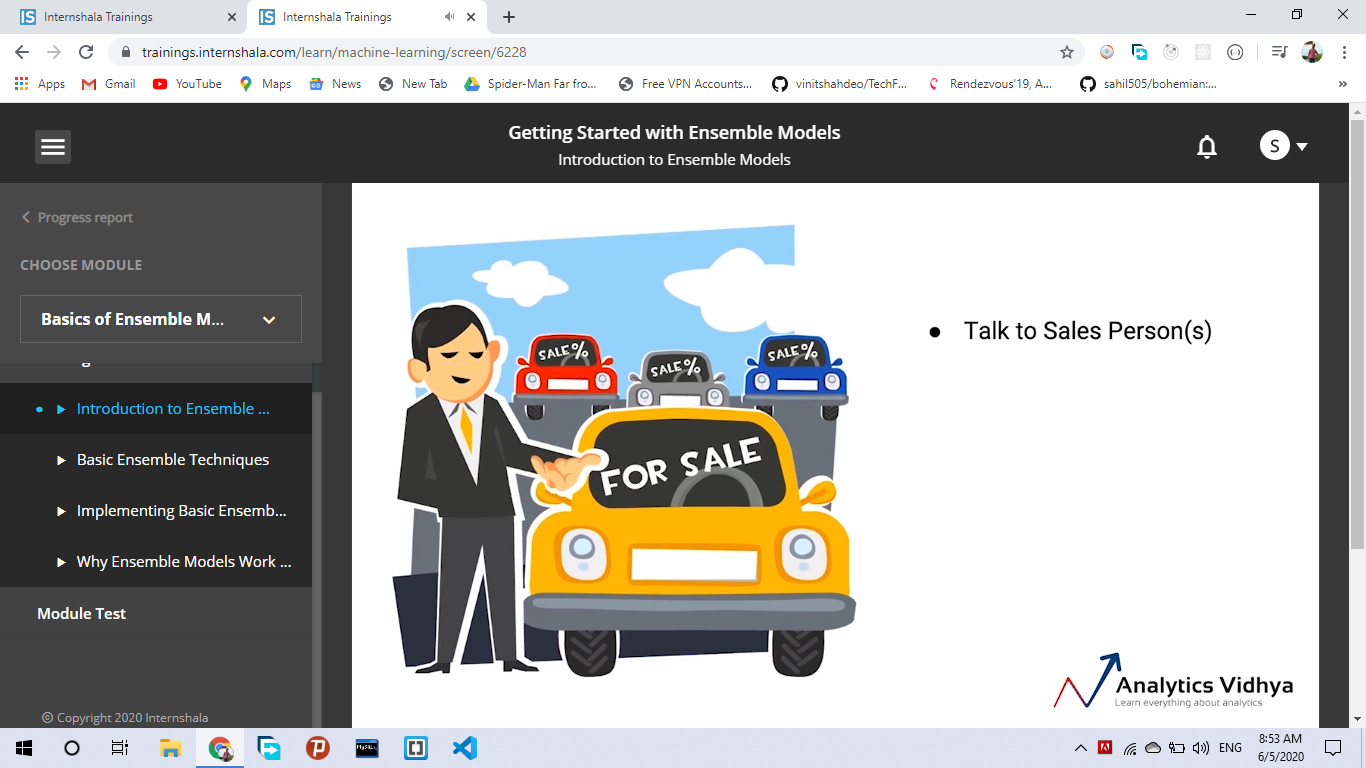 Internshala Trainings
Internshala Trainings
trainings.internshala.com/learn/machine-learning/screen/6228
Apps
Gmail
YouTube
Maps
News
New Tab
Spider-Man Far fro...
Free VPN Accounts...
vinitshahdeo/TechF...
Rendezvous'19, A...
sahil505/bohemian:...
»
Getting Started with Ensemble Models
Introduction to Ensemble Models
S
Progress report
CHOOSE MODULE
Basics of Ensemble M...
Introduction to Ensemble ...
Basic Ensemble Techniques
Implementing Basic Ensemb...
Why Ensemble Models Work ...
Module Test
© Copyright 2020 Internshala
SALE%
SALE%
SALE%
FOR SALE
● Talk to Sales Person(s)
Analytics Vidhya
Learn everything about analytics
ENG
8:53 AM
6/5/2020